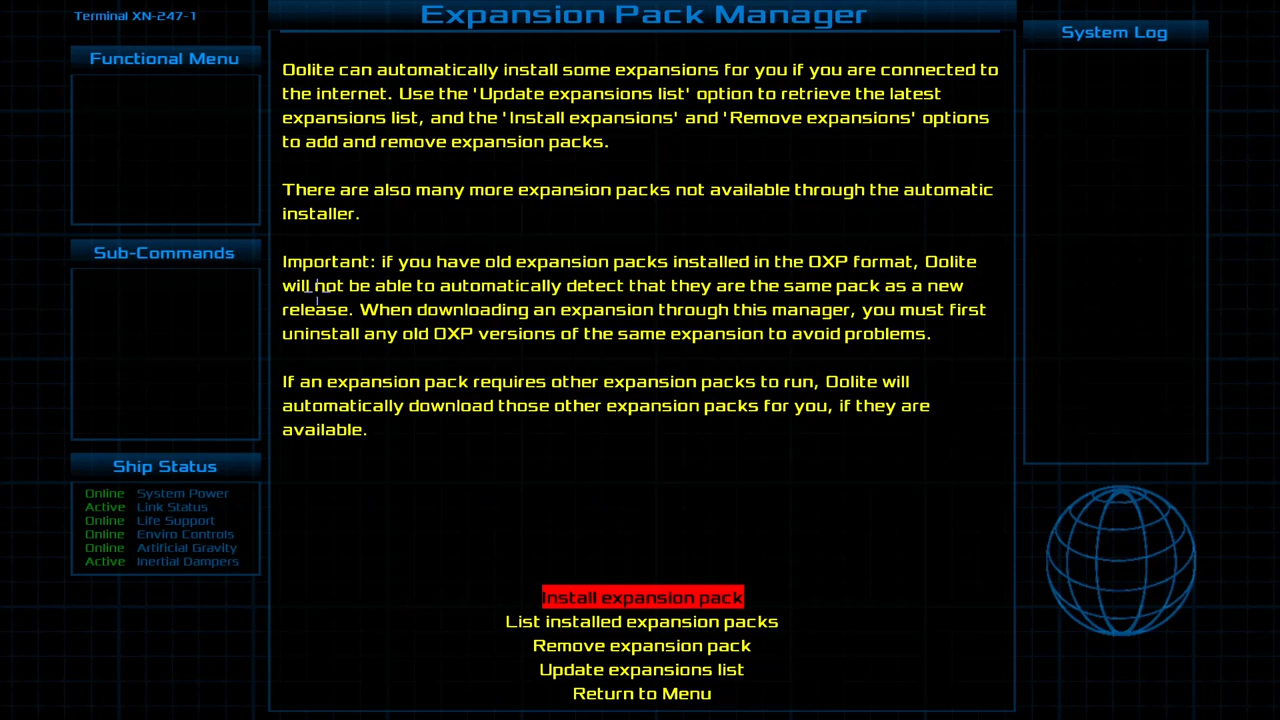 Terminal XN-247-1
Expansion Pack Manager
System Log
Functional Menu
Oolite can automatically install some expansions for you if you are connected to
the internet. Use the 'Update expansions list' option to retrieve the latest
expansions list, and the 'Install expansions' and 'Remove expansions' options
to add and remove expansion packs.
There are also many more expansion packs not available through the automatic
installer.
Sub-Commands
Important: if you have old expansion packs installed in the OXP format, Oolite
will not be able to automatically detect that they are the same pack as a new
release. When downloading an expansion through this manager, you must first
uninstall any old OXP versions of the same expansion to avoid problems.
If an expansion pack requires other expansion packs to run, Oolite will
automatically download those other expansion packs for you, if they are
available.
Ship Status
Online System Power
Active Link Status
Online Life Support
Online Enviro Controls
Online Artificial Gravity
Active Inertial Dampers
Install expansion pack
List installed expansion packs
Remove expansion pack
Update expansions list
Return to Menu